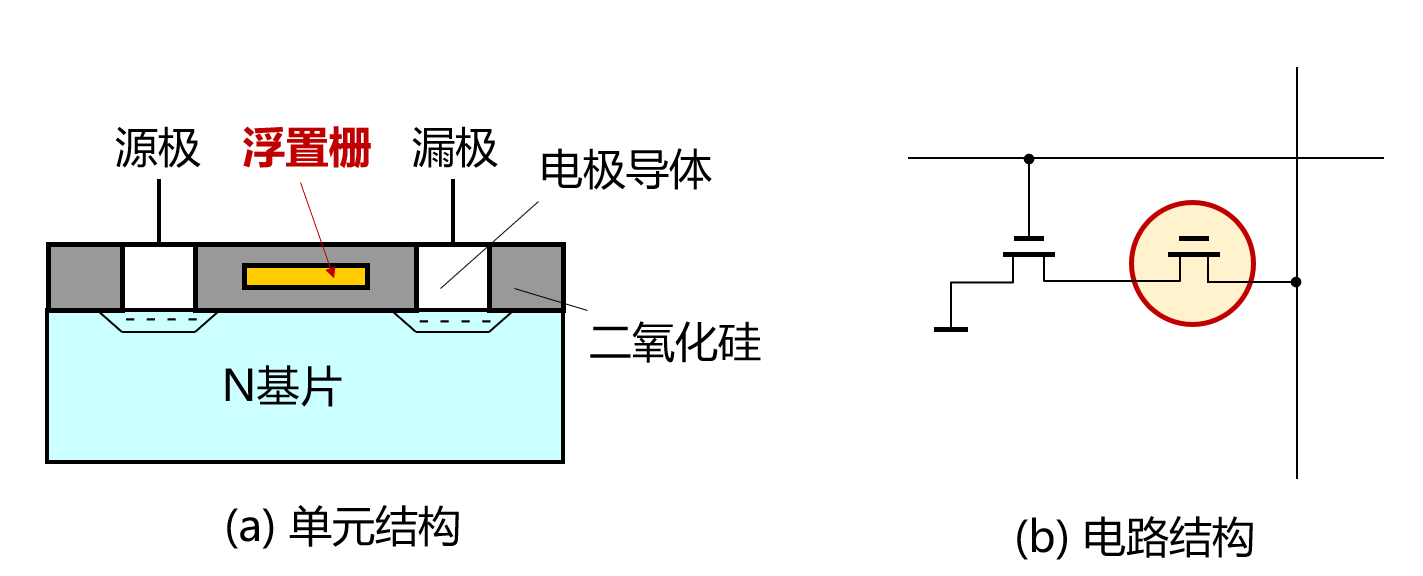 源极
浮置栅
漏极
电极导体
二氧化硅
N基片
(a) 单元结构
(b) 电路结构